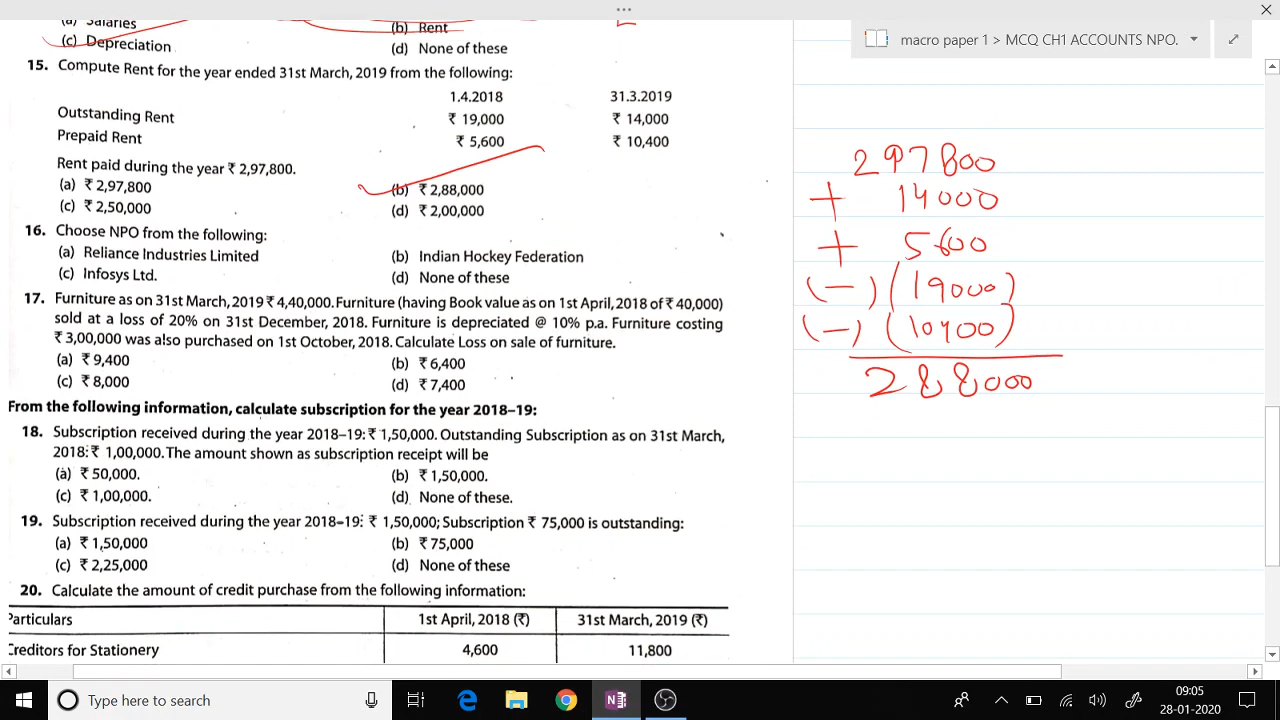 (a) Salaries
(b) Rent
(c) Depreciation
(d) None of these
15. Compute Rent for the year ended 31st March, 2019 from the following:
1.4.2018 31.3.2019
Outstanding Rent ₹ 19,000 ₹ 14,000
Prepaid Rent ₹ 5,600 ₹ 10,400
Rent paid during the year ₹ 2,97,800.
(a) ₹ 2,97,800 (b) ₹ 2,88,000
(c) ₹ 2,50,000 (d) ₹ 2,00,000
16. Choose NPO from the following:
(a) Reliance Industries Limited (b) Indian Hockey Federation
(c) Infosys Ltd. (d) None of these
17. Furniture as on 31st March, 2019 ₹ 4,40,000. Furniture (having Book value as on 1st April, 2018 of ₹ 40,000)
sold at a loss of 20% on 31st December, 2018. Furniture is depreciated @ 10% p.a. Furniture costing
₹ 3,00,000 was also purchased on 1st October, 2018. Calculate Loss on sale of furniture.
(a) ₹ 9,400 (b) ₹ 6,400
(c) ₹ 8,000 (d) ₹ 7,400
From the following information, calculate subscription for the year 2018–19:
18. Subscription received during the year 2018–19: ₹ 1,50,000. Outstanding Subscription as on 31st March,
2018: ₹ 1,00,000. The amount shown as subscription receipt will be
(a) ₹ 50,000. (b) ₹ 1,50,000.
(c) ₹ 1,00,000. (d) None of these.
19. Subscription received during the year 2018–19: ₹ 1,50,000; Subscription ₹ 75,000 is outstanding:
(a) ₹ 1,50,000 (b) ₹ 75,000
(c) ₹ 2,25,000 (d) None of these
20. Calculate the amount of credit purchase from the following information:
Particulars 1st April, 2018 (₹) 31st March, 2019 (₹)
Creditors for Stationery 4,600 11,800
macro paper 1 > MCQ CH1 ACCOUNTS NPO.
297800
+ 14000
+ 5600
(-) (19000)
(-) (10400)
288000
Type here to search
09:05
28-01-2020